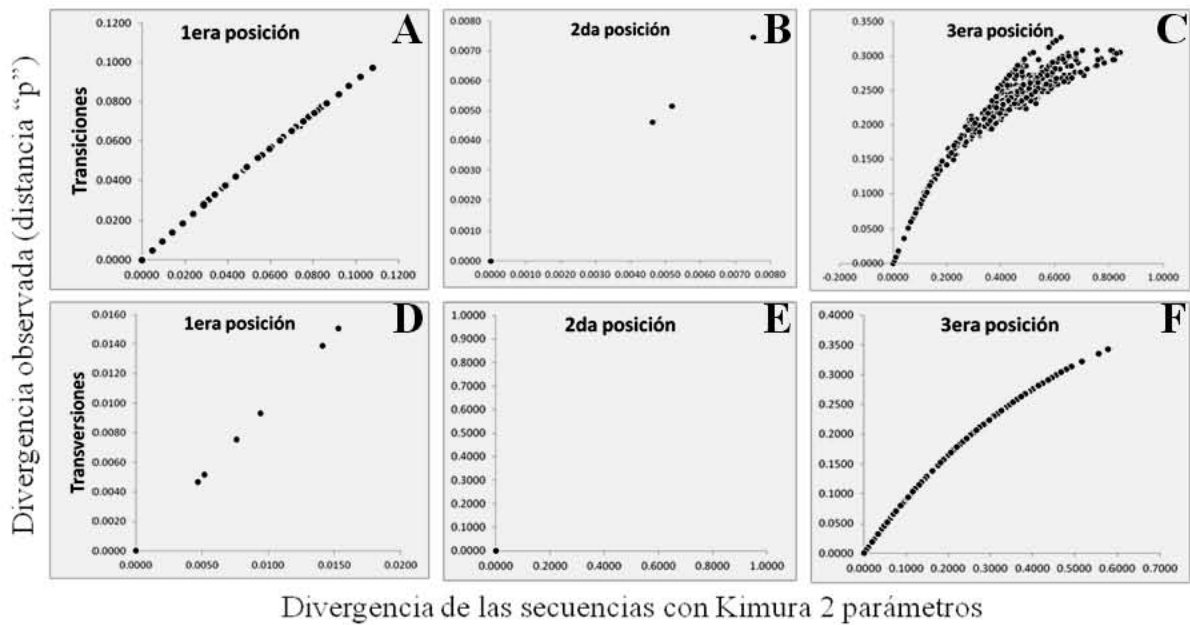 Divergencia observada (distancia “p”)
1era posición
A
Transiciones
0.1200
0.1000
0.0800
0.0600
0.0400
0.0200
0.0000
0.0000 0.0200 0.0400 0.0600 0.0800 0.1000 0.1200
2da posición
B
0.0080
0.0070
0.0060
0.0050
0.0040
0.0030
0.0020
0.0010
0.0000
0.0000 0.0010 0.0020 0.0030 0.0040 0.0050 0.0060 0.0070 0.0080
3era posición
C
0.3500
0.3000
0.2500
0.2000
0.1500
0.1000
0.0500
0.0000
-0.2000 0.0000 0.2000 0.4000 0.6000 0.8000 1.0000
1era posición
D
Transversiones
0.0160
0.0140
0.0120
0.0100
0.0080
0.0060
0.0040
0.0020
0.0000
0.0000 0.0050 0.0100 0.0150 0.0200
2da posición
E
1.0000
0.9000
0.8000
0.7000
0.6000
0.5000
0.4000
0.3000
0.2000
0.1000
0.0000
0.0000 0.2000 0.4000 0.6000 0.8000 1.0000
3era posición
F
0.4000
0.3500
0.3000
0.2500
0.2000
0.1500
0.1000
0.0500
0.0000
0.0000 0.1000 0.2000 0.3000 0.4000 0.5000 0.6000 0.7000
Divergencia de las secuencias con Kimura 2 parámetros